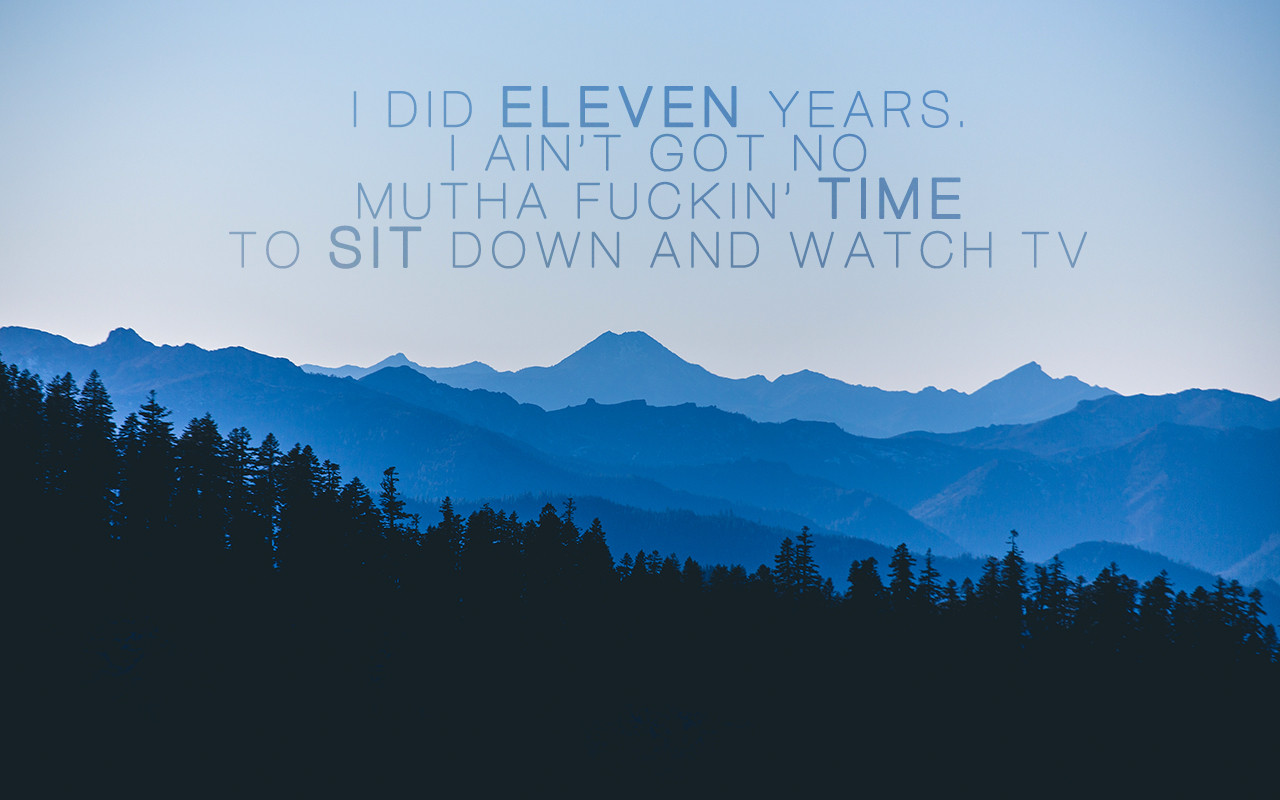 I DID ELEVEN YEARS.
I AIN'T GOT NO
MUTHA FUCKIN' TIME
TO SIT DOWN AND WATCH TV